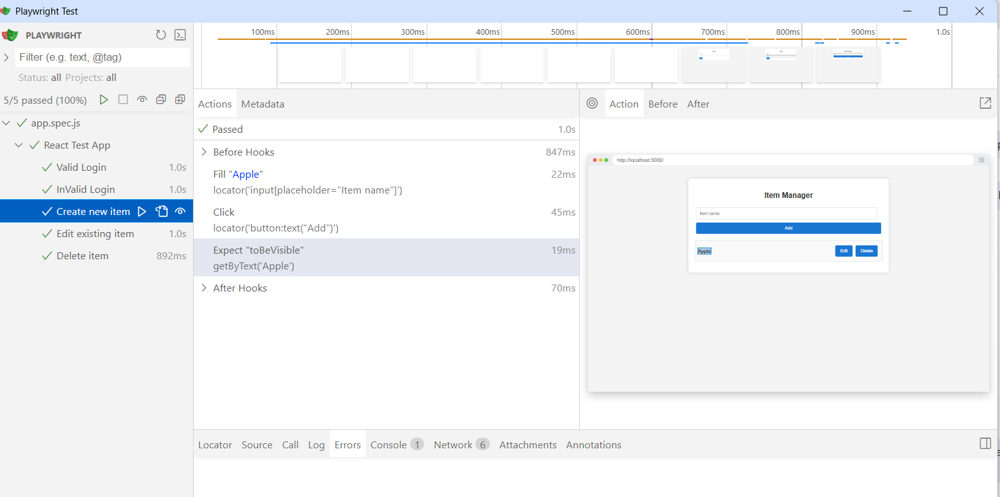 Playwright Test
PLAYWRIGHT
Filter (e.g. text, @tag)
Status: all Projects: all
5/5 passed (100%)
app.spec.js
React Test App
Valid Login 1.0s
InValid Login 1.0s
Create new item
Edit existing item 1.0s
Delete item 892ms
100ms 200ms 300ms 400ms 500ms 600ms 700ms 800ms 900ms 1.0s
Actions Metadata
Passed 1.0s
Before Hooks 847ms
Fill "Apple" 22ms
locator('input[placeholder="Item name"]')
Click 45ms
locator('button:text("Add")')
Expect "toBeVisible" 19ms
getByText('Apple')
After Hooks 70ms
Action Before After
http://localhost:3000/
Item Manager
Item name
Add
Apple Edit Delete
Locator Source Call Log Errors Console 1 Network 6 Attachments Annotations